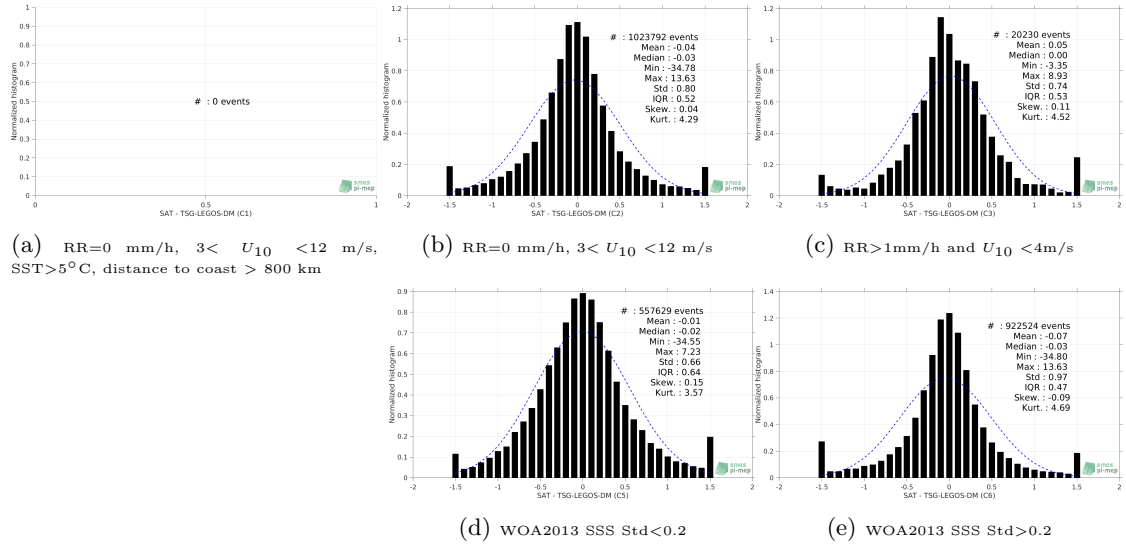 1
0.9
0.8
0.7
0.6
0.5
0.4
0.3
0.2
0.1
0
0
0.5
1
Normalized histogram
# : 0 events
smos
pi-mep
SAT - TSG-LEGOS-DM (C1)
1.2
1
0.8
0.6
0.4
0.2
0
-2
-1.5
-1
-0.5
0
0.5
1
1.5
2
Normalized histogram
# : 1023792 events
Mean : -0.04
Median : -0.03
Min : -34.78
Max : 13.63
Std : 0.80
IQR : 0.52
Skew. : 0.04
Kurt. : 4.29
smos
pi-mep
SAT - TSG-LEGOS-DM (C2)
1.2
1
0.8
0.6
0.4
0.2
0
-2
-1.5
-1
-0.5
0
0.5
1
1.5
2
Normalized histogram
# : 20230 events
Mean : 0.05
Median : 0.00
Min : -3.35
Max : 8.93
Std : 0.74
IQR : 0.53
Skew. : 0.11
Kurt. : 4.52
smos
pi-mep
SAT - TSG-LEGOS-DM (C3)
(a) RR=0 mm/h, 3< U10 <12 m/s,
SST>5°C, distance to coast > 800 km
(b) RR=0 mm/h, 3< U10 <12 m/s
(c) RR>1mm/h and U10 <4m/s
0.9
0.8
0.7
0.6
0.5
0.4
0.3
0.2
0.1
0
-2
-1.5
-1
-0.5
0
0.5
1
1.5
2
Normalized histogram
# : 557629 events
Mean : -0.01
Median : -0.02
Min : -34.55
Max : 7.23
Std : 0.66
IQR : 0.64
Skew. : 0.15
Kurt. : 3.57
smos
pi-mep
SAT - TSG-LEGOS-DM (C5)
1.4
1.2
1
0.8
0.6
0.4
0.2
0
-2
-1.5
-1
-0.5
0
0.5
1
1.5
2
Normalized histogram
# : 922524 events
Mean : -0.07
Median : -0.03
Min : -34.80
Max : 13.63
Std : 0.97
IQR : 0.47
Skew. : -0.09
Kurt. : 4.69
smos
pi-mep
SAT - TSG-LEGOS-DM (C6)
(d) WOA2013 SSS Std<0.2
(e) WOA2013 SSS Std>0.2